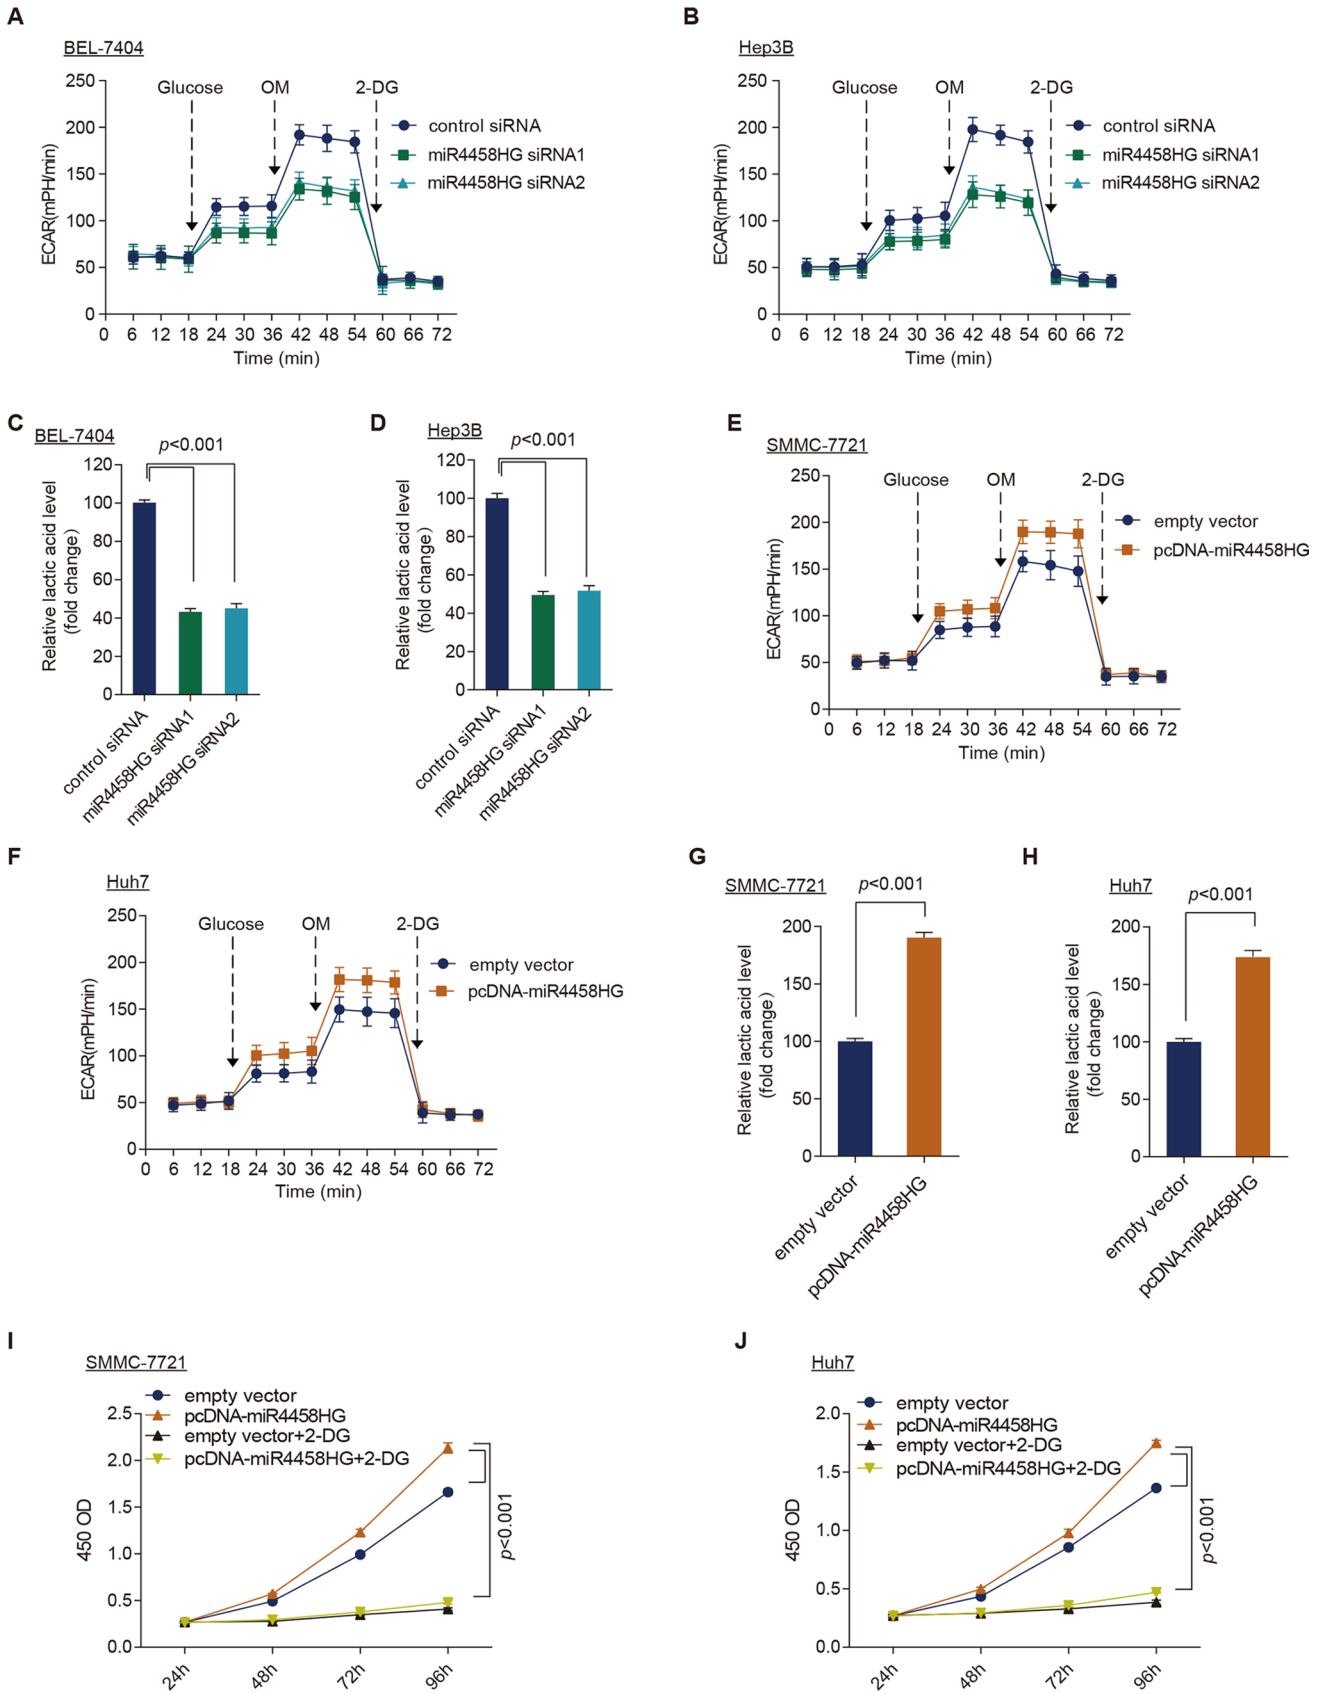 A
BEL-7404
250
200
150
100
50
0
ECAR(mPH/min)
Glucose
OM
2-DG
control siRNA
miR4458HG siRNA1
miR4458HG siRNA2
0 6 12 18 24 30 36 42 48 54 60 66 72
Time (min)
B
Hep3B
250
200
150
100
50
0
ECAR(mPH/min)
Glucose
OM
2-DG
control siRNA
miR4458HG siRNA1
miR4458HG siRNA2
0 6 12 18 24 30 36 42 48 54 60 66 72
Time (min)
C
BEL-7404
p<0.001
120
100
80
60
40
20
0
Relative lactic acid level
(fold change)
control siRNA
miR4458HG siRNA1
miR4458HG siRNA2
D
Hep3B
p<0.001
120
100
80
60
40
20
0
Relative lactic acid level
(fold change)
control siRNA
miR4458HG siRNA1
miR4458HG siRNA2
E
SMMC-7721
250
200
150
100
50
0
ECAR(mPH/min)
Glucose
OM
2-DG
empty vector
pcDNA-miR4458HG
0 6 12 18 24 30 36 42 48 54 60 66 72
Time (min)
F
Huh7
250
200
150
100
50
0
ECAR(mPH/min)
Glucose
OM
2-DG
empty vector
pcDNA-miR4458HG
0 6 12 18 24 30 36 42 48 54 60 66 72
Time (min)
G
SMMC-7721
p<0.001
200
150
100
50
0
Relative lactic acid level
(fold change)
empty vector
pcDNA-miR4458HG
H
Huh7
p<0.001
200
150
100
50
0
Relative lactic acid level
(fold change)
empty vector
pcDNA-miR4458HG
I
SMMC-7721
empty vector
pcDNA-miR4458HG
empty vector+2-DG
pcDNA-miR4458HG+2-DG
2.5
2.0
1.5
1.0
0.5
0.0
450 OD
p<0.001
24h
48h
72h
96h
J
Huh7
empty vector
pcDNA-miR4458HG
empty vector+2-DG
pcDNA-miR4458HG+2-DG
2.0
1.5
1.0
0.5
0.0
450 OD
p<0.001
24h
48h
72h
96h